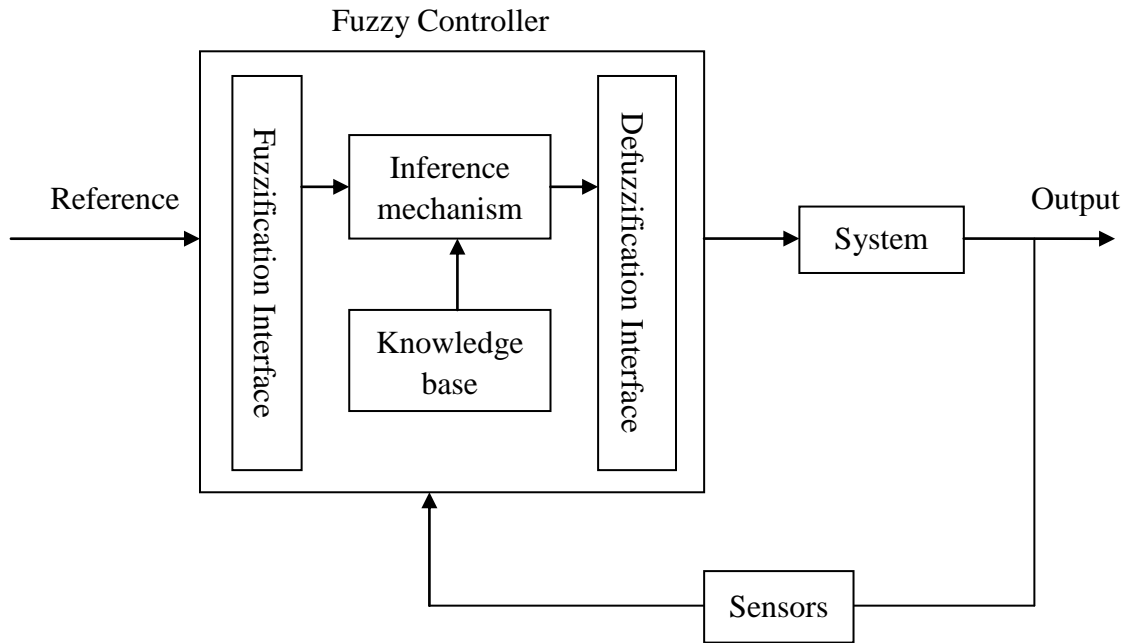 Fuzzy Controller
Reference
Fuzzification Interface
Inference
mechanism
Knowledge
base
Defuzzification Interface
System
Output
Sensors